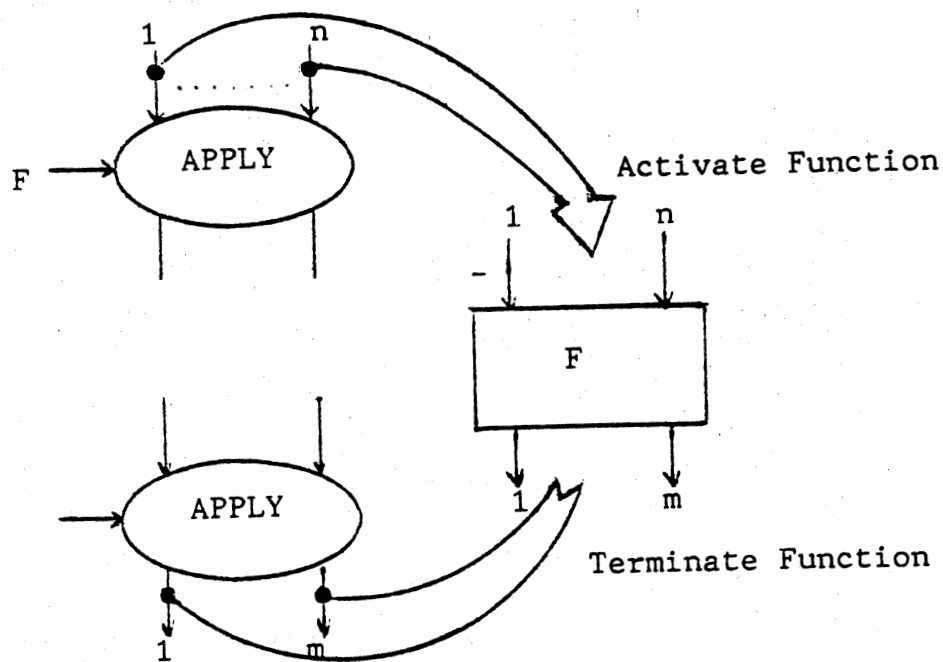 1 n
F APPLY
Activate Function
1 n
F
1 m
APPLY
Terminate Function
1 m